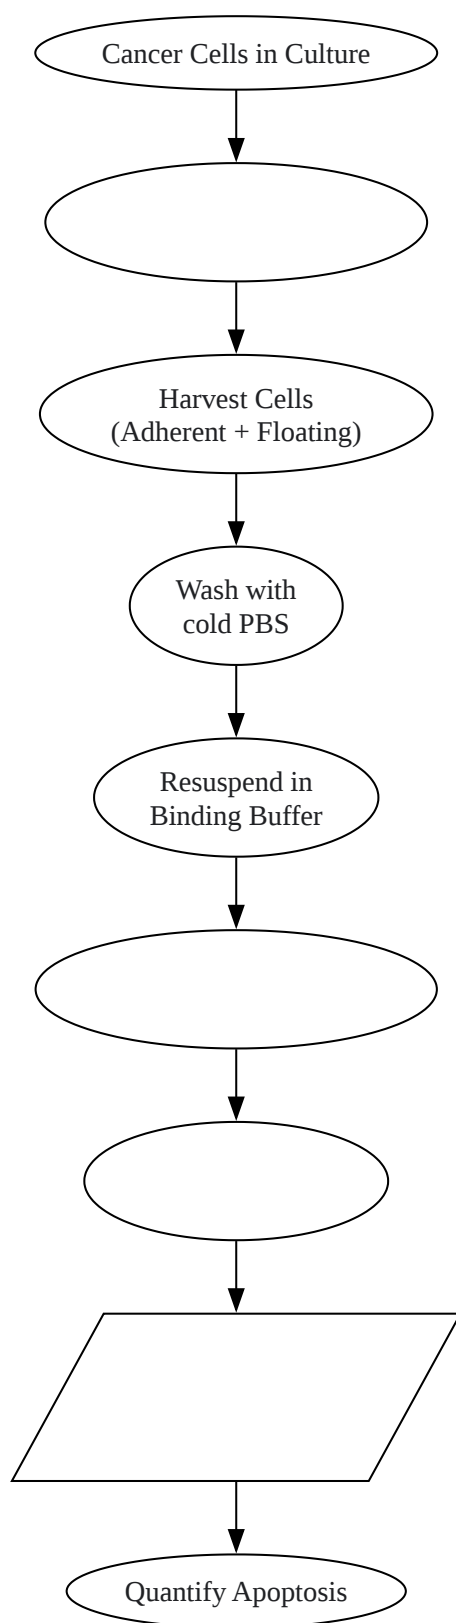 Cancer Cells in Culture
Harvest Cells
(Adherent + Floating)
Wash with
cold PBS
Resuspend in
Binding Buffer
Quantify Apoptosis